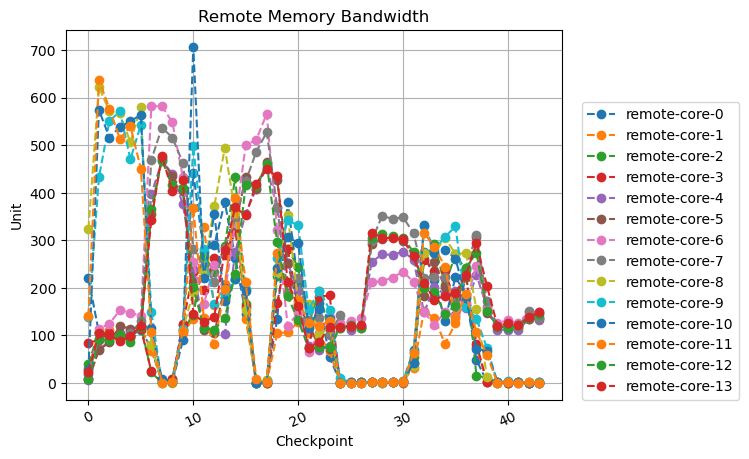 Remote Memory Bandwidth
Unit
700
600
500
400
300
200
100
0
0
10
20
30
40
Checkpoint
remote-core-0
remote-core-1
remote-core-2
remote-core-3
remote-core-4
remote-core-5
remote-core-6
remote-core-7
remote-core-8
remote-core-9
remote-core-10
remote-core-11
remote-core-12
remote-core-13